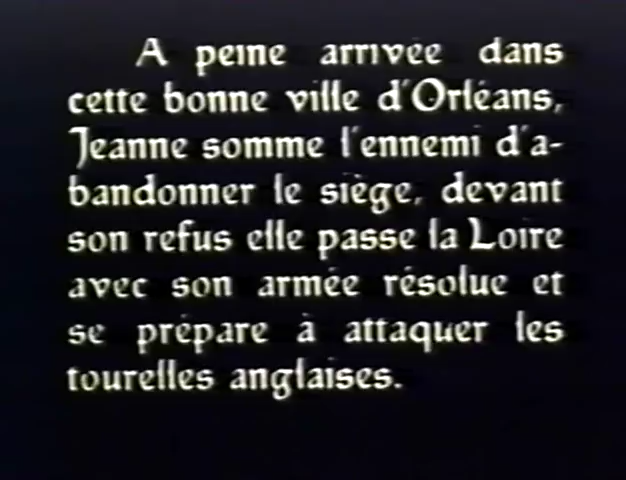 A peine arrivée dans
cette bonne ville d'Orléans,
Jeanne somme l'ennemi d'a-
bandonner le siège, devant
son refus elle passe la Loire
avec son armée résolue et
se prépare à attaquer les
tourelles anglaises.